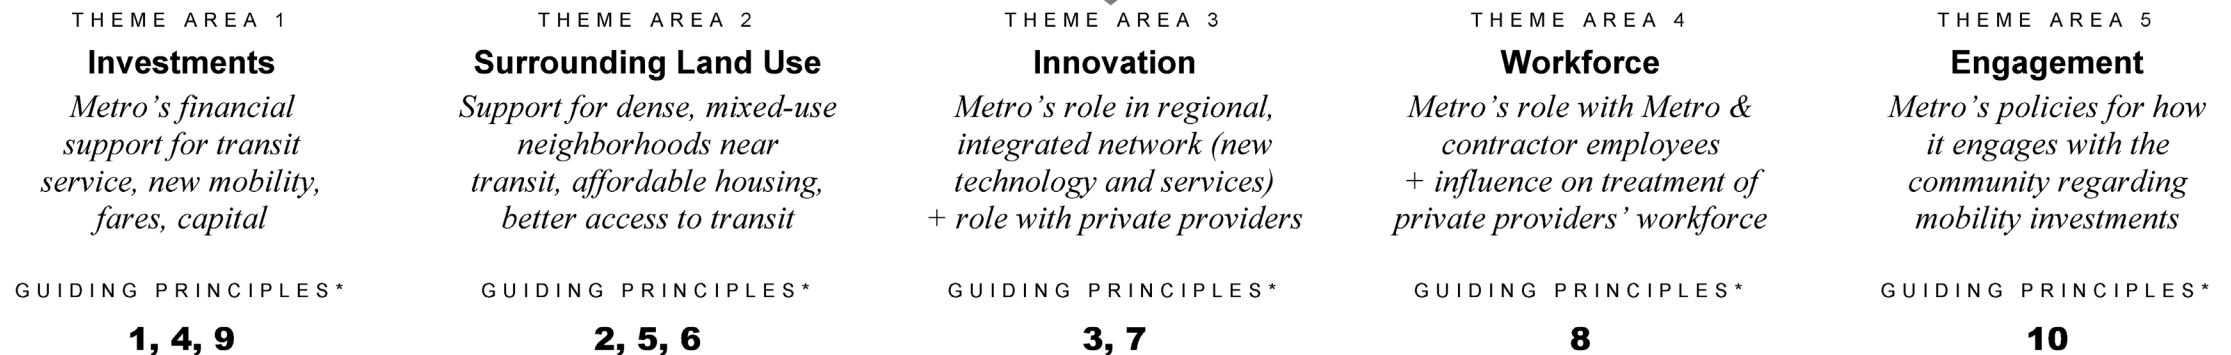 THEME AREA 1
Investments
Metro’s financial
support for transit
service, new mobility,
fares, capital
GUIDING PRINCIPLES*
1, 4, 9
THEME AREA 2
Surrounding Land Use
Support for dense, mixed-use
neighborhoods near
transit, affordable housing,
better access to transit
GUIDING PRINCIPLES*
2, 5, 6
THEME AREA 3
Innovation
Metro’s role in regional,
integrated network (new
technology and services)
+ role with private providers
GUIDING PRINCIPLES*
3, 7
THEME AREA 4
Workforce
Metro’s role with Metro &
contractor employees
+ influence on treatment of
private providers’ workforce
GUIDING PRINCIPLES*
8
THEME AREA 5
Engagement
Metro’s policies for how
it engages with the
community regarding
mobility investments
GUIDING PRINCIPLES*
10